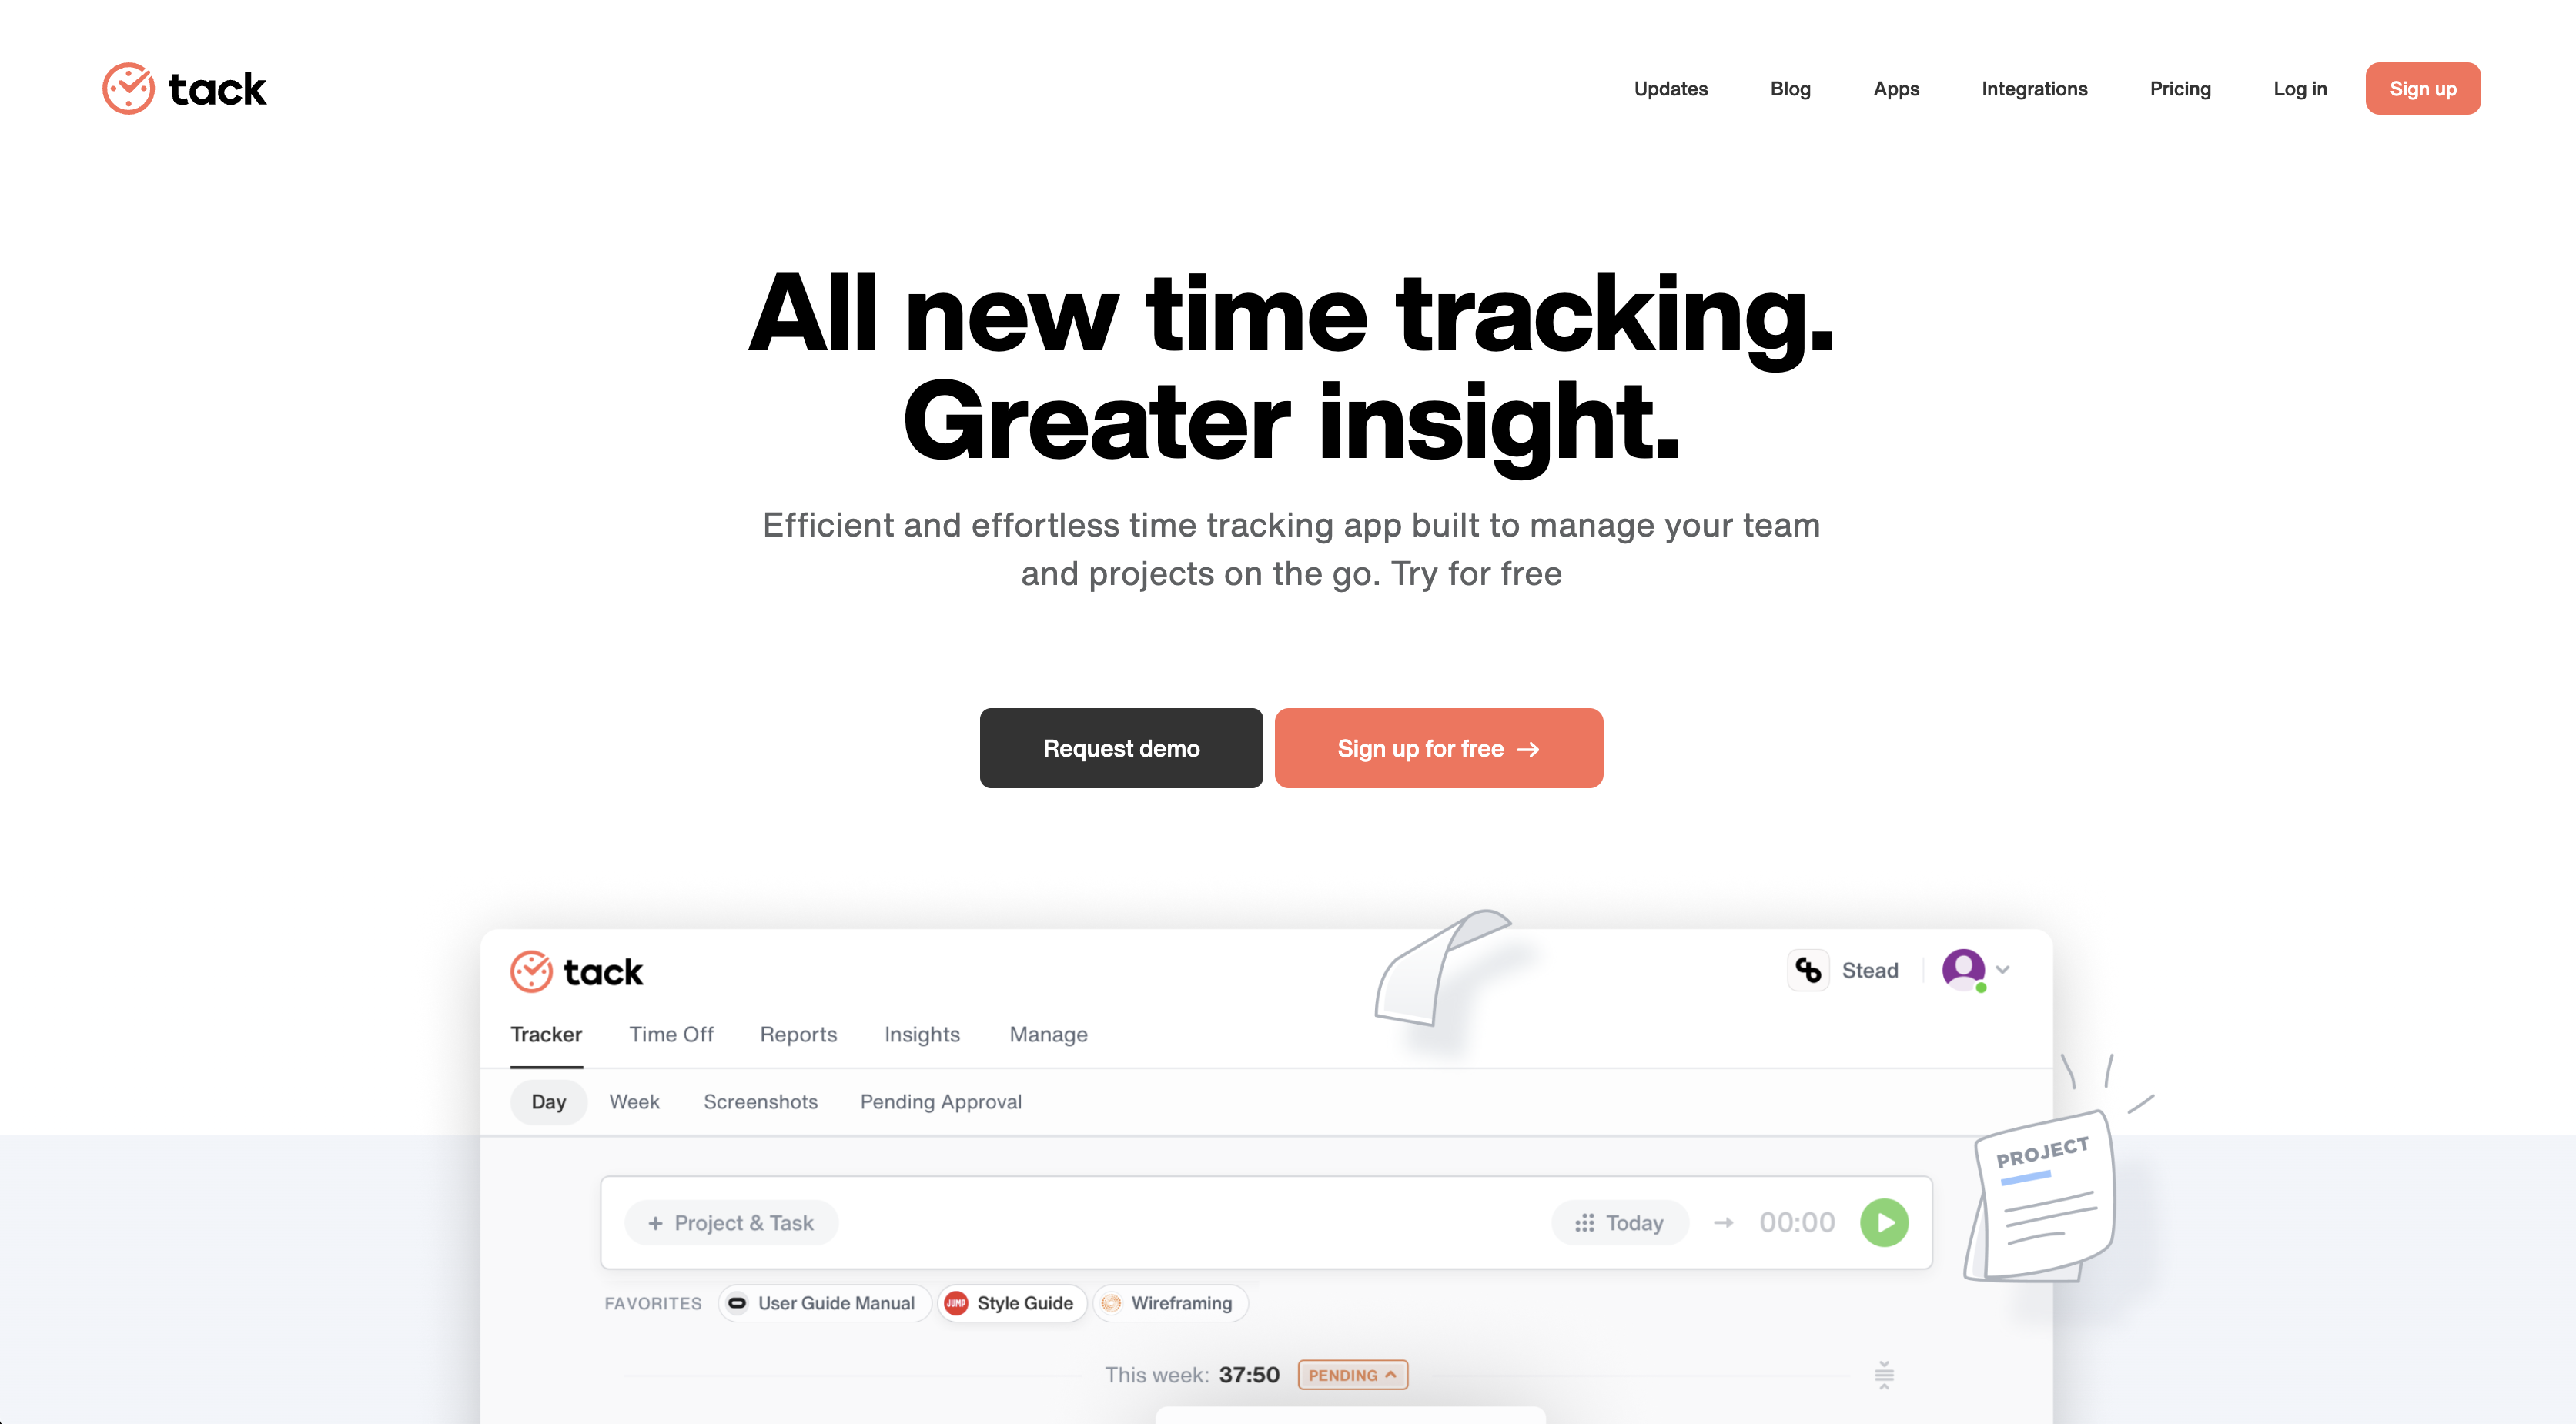 tack
Updates
Blog
Apps
Integrations
Pricing
Log in
Sign up
All new time tracking.
Greater insight.
Efficient and effortless time tracking app built to manage your team
and projects on the go. Try for free
Request demo
Sign up for free →
tack
Stead
Tracker
Time Off
Reports
Insights
Manage
Day
Week
Screenshots
Pending Approval
PROJECT
+ Project & Task
Today
→
00:00
FAVORITES
User Guide Manual
JUMP
Style Guide
Wireframing
This week: 37:50
PENDING